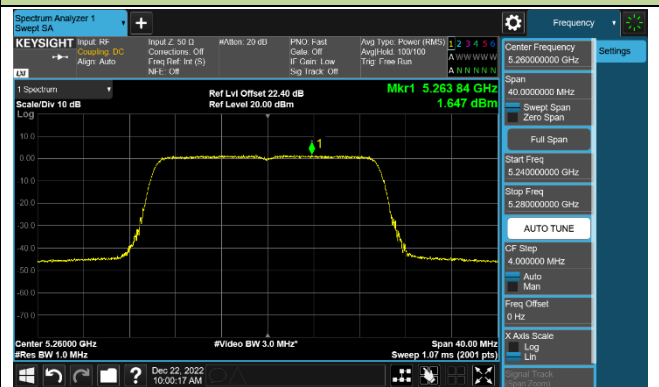 Spectrum Analyzer 1
Swept SA
+
Frequency
KEYSIGHT
Input: RF
Coupling: DC
Align: Auto
Input Z: 50 Ω
Corrections: Off
Freq Ref: Int (S)
NFE: Off
#Atten: 20 dB
PNO: Fast
Gate: Off
IF Gain: Low
Sig Track: Off
Avg Type: Power (RMS)
Avg|Hold: 100/100
Trig: Free Run
1 2 3 4 5 6
A W W W W W
A N N N N N
LXI
1 Spectrum
Scale/Div 10 dB
Log
Ref Lvl Offset 22.40 dB
Ref Level 20.00 dBm
Mkr1 5.263 84 GHz
1.647 dBm
10.0
0.00
-10.0
-20.0
-30.0
-40.0
-50.0
-60.0
-70.0
1
Center 5.26000 GHz
#Res BW 1.0 MHz
#Video BW 3.0 MHz*
Span 40.00 MHz
Sweep 1.07 ms (2001 pts)
Center Frequency
5.260000000 GHz
Settings
Span
40.0000000 MHz
Swept Span
Zero Span
Full Span
Start Freq
5.240000000 GHz
Stop Freq
5.280000000 GHz
AUTO TUNE
CF Step
4.000000 MHz
Auto
Man
Freq Offset
0 Hz
X Axis Scale
Log
Lin
Signal Track
(Span Zoom)
?
Dec 22, 2022
10:00:17 AM